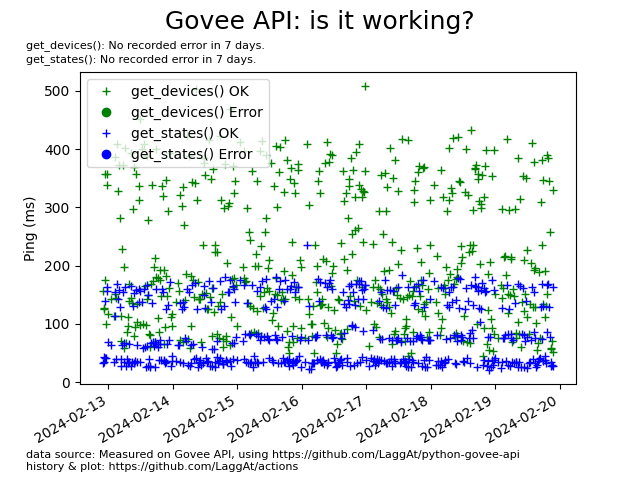 Govee API: is it working?
get_devices(): No recorded error in 7 days.
get_states(): No recorded error in 7 days.
get_devices() OK
get_devices() Error
get_states() OK
get_states() Error
Ping (ms)
500
400
300
200
100
0
2024-02-13
2024-02-14
2024-02-15
2024-02-16
2024-02-17
2024-02-18
2024-02-19
2024-02-20
data source: Measured on Govee API, using https://github.com/LaggAt/python-govee-api
history & plot: https://github.com/LaggAt/actions